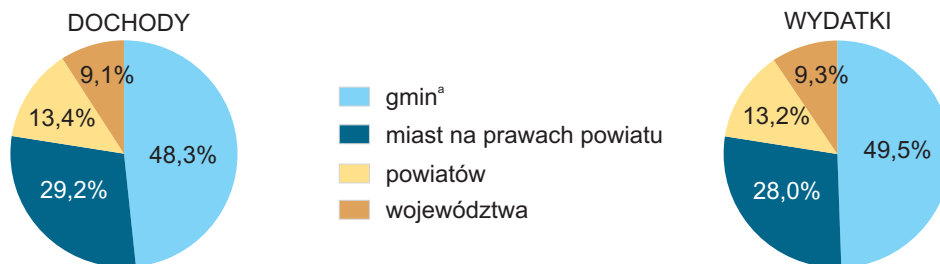 DOCHODY
9,1%
13,4%
48,3%
29,2%
gminᵃ
miast na prawach powiatu
powiatów
województwa
WYDATKI
9,3%
13,2%
49,5%
28,0%